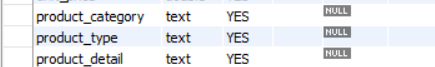 product_category text YES NULL
product_type text YES NULL
product_detail text YES NULL